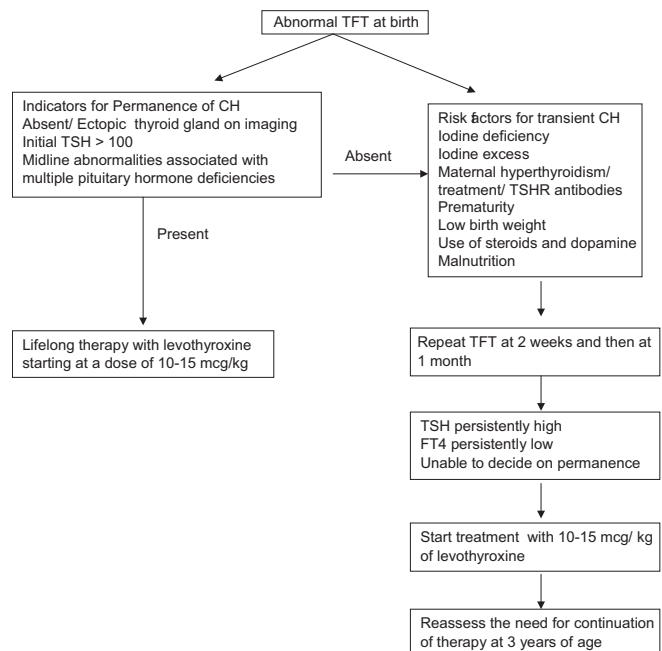 Abnormal TFT at birth
Indicators for Permanence of CH
Absent/ Ectopic thyroid gland on imaging
Initial TSH > 100
Midline abnormalities associated with
multiple pituitary hormone deficiencies
Absent
Risk factors for transient CH
Iodine deficiency
Iodine excess
Maternal hyperthyroidism/
treatment/ TSHR antibodies
Prematurity
Low birth weight
Use of steroids and dopamine
Malnutrition
Present
Lifelong therapy with levothyroxine
starting at a dose of 10-15 mcg/kg
Repeat TFT at 2 weeks and then at
1 month
TSH persistently high
FT4 persistently low
Unable to decide on permanence
Start treatment with 10-15 mcg/ kg
of levothyroxine
Reassess the need for continuation
of therapy at 3 years of age